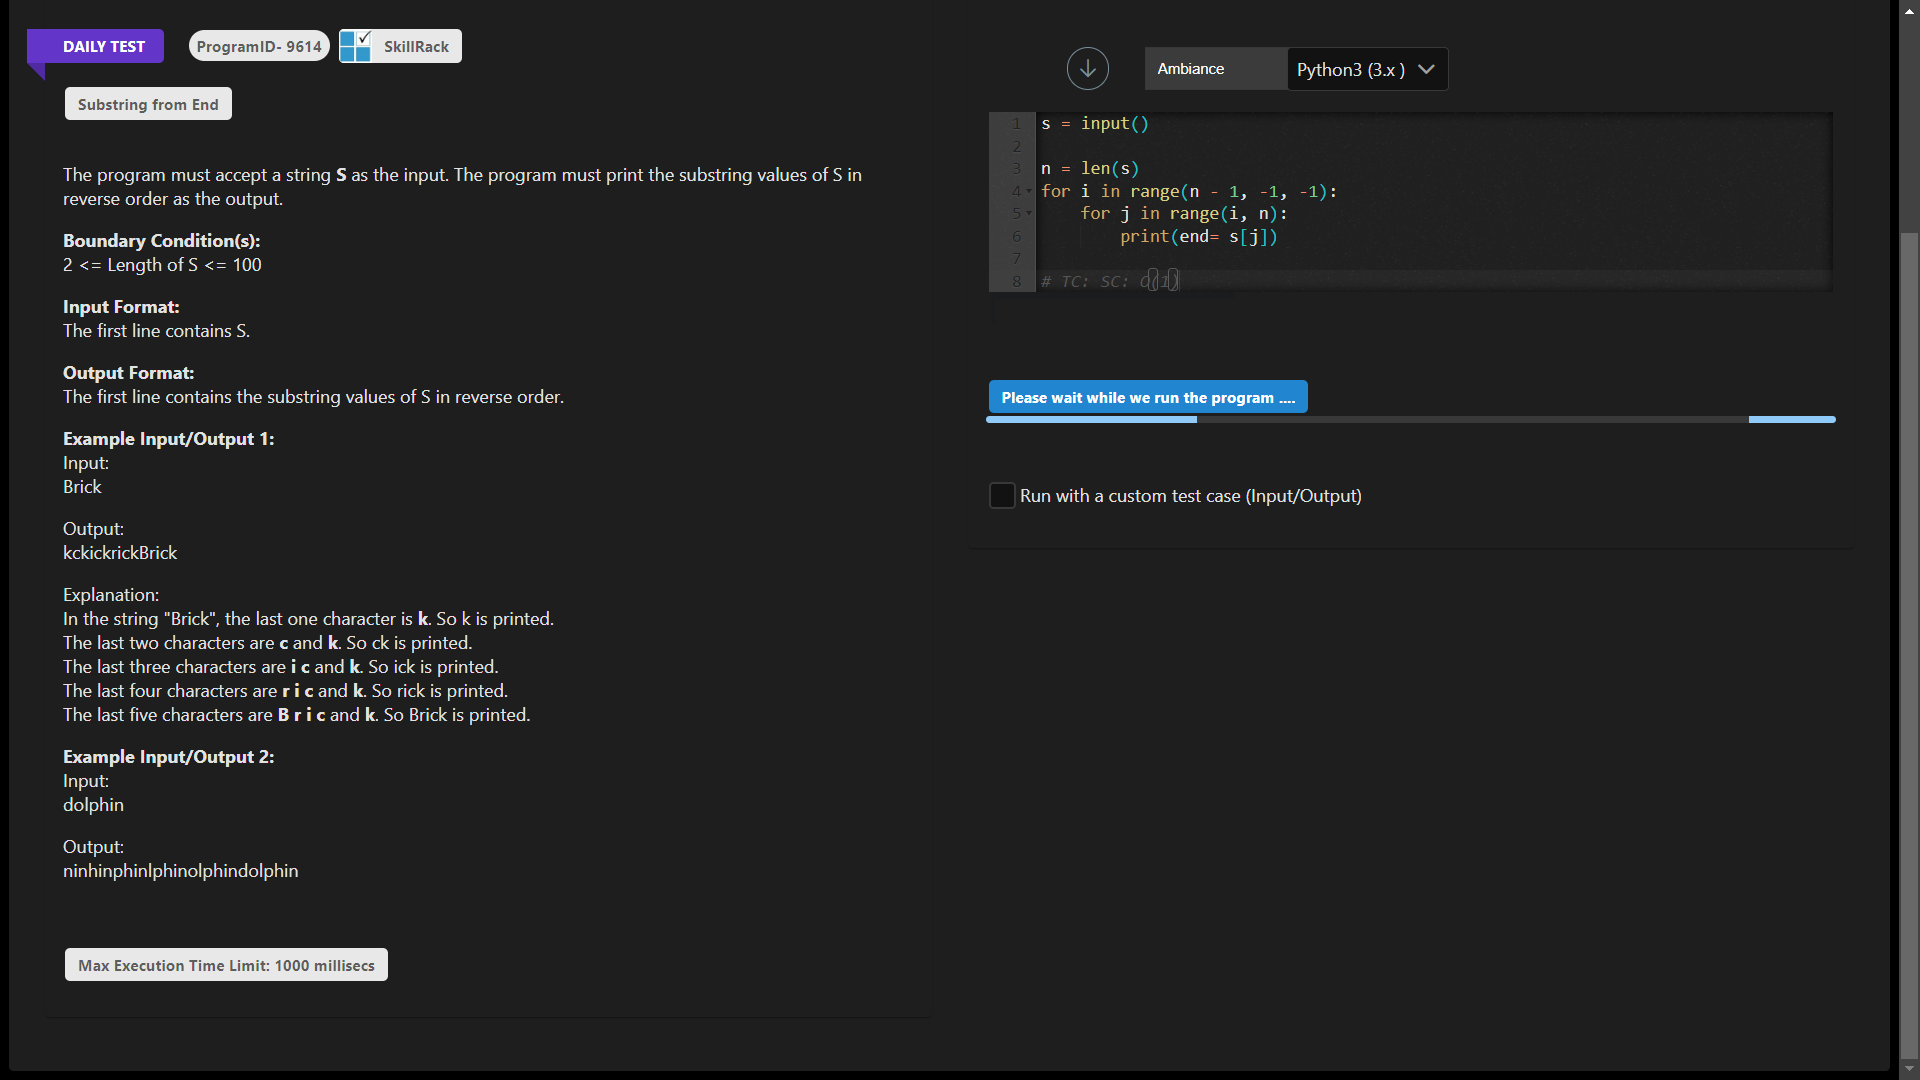 DAILY TEST
ProgramID- 9614
SkillRack
Substring from End
The program must accept a string S as the input. The program must print the substring values of S in
reverse order as the output.
Boundary Condition(s):
2 <= Length of S <= 100
Input Format:
The first line contains S.
Output Format:
The first line contains the substring values of S in reverse order.
Example Input/Output 1:
Input:
Brick
Output:
kckickrickBrick
Explanation:
In the string "Brick", the last one character is k. So k is printed.
The last two characters are c and k. So ck is printed.
The last three characters are i c and k. So ick is printed.
The last four characters are r i c and k. So rick is printed.
The last five characters are B r i c and k. So Brick is printed.
Example Input/Output 2:
Input:
dolphin
Output:
ninhinphinlphinolphindolphin
Max Execution Time Limit: 1000 millisecs
Ambiance
Python3 (3.x )
1 s = input()
2
3 n = len(s)
4 for i in range(n - 1, -1, -1):
5     for j in range(i, n):
6         print(end= s[j])
7
8 # TC: SC: O(1)
Please wait while we run the program ....
Run with a custom test case (Input/Output)